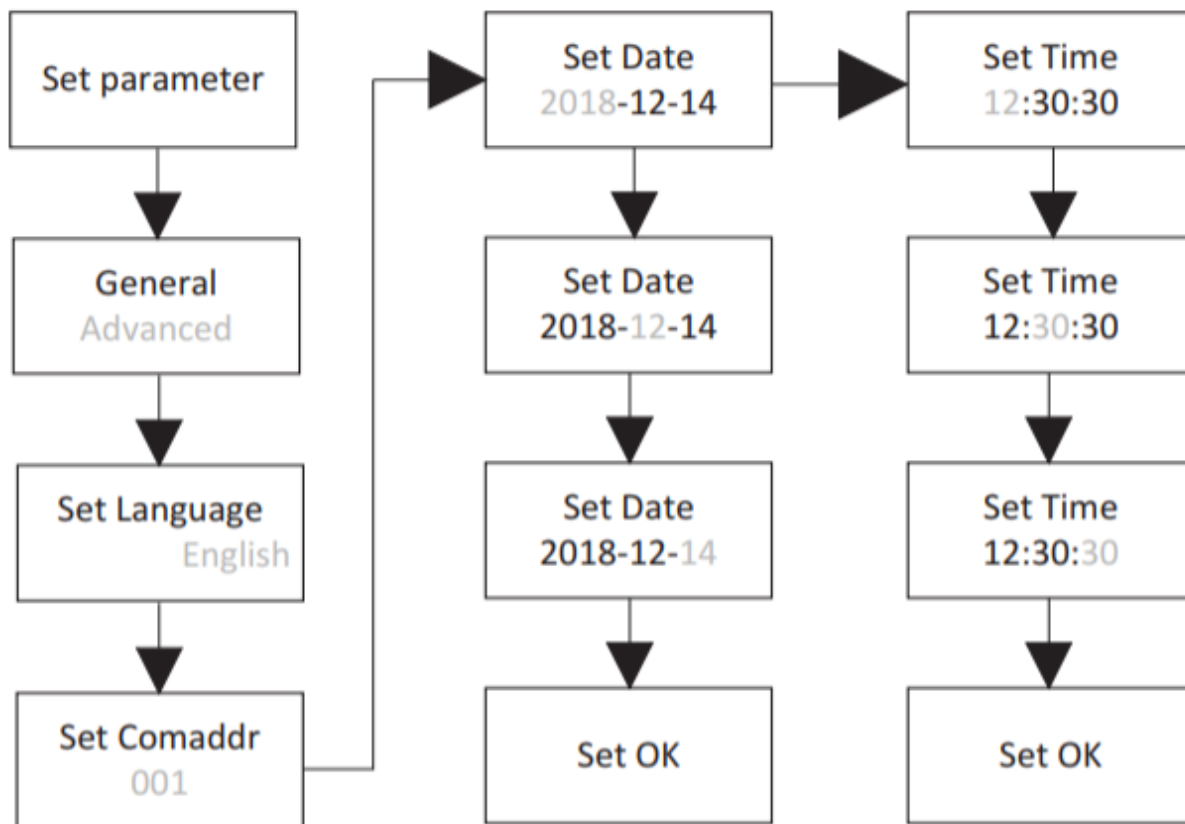 Set parameter
General
Advanced
Set Language
English
Set Comaddr
001
Set Date
2018-12-14
Set Date
2018-12-14
Set Date
2018-12-14
Set OK
Set Time
12:30:30
Set Time
12:30:30
Set Time
12:30:30
Set OK